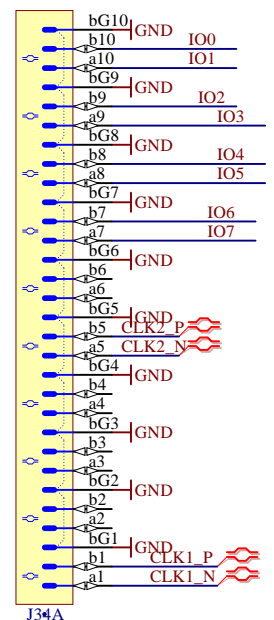 bG10 GND
b10 IO0
a10 IO1
bG9 GND
b9 IO2
a9 IO3
bG8 GND
b8 IO4
a8 IO5
bG7 GND
b7 IO6
a7 IO7
bG6 GND
b6
a6
bG5 GND
b5 CLK2_P
a5 CLK2_N
bG4 GND
b4
a4
bG3 GND
b3
a3
bG2 GND
b2
a2
bG1 GND
b1 CLK1_P
a1 CLK1_N
J34A